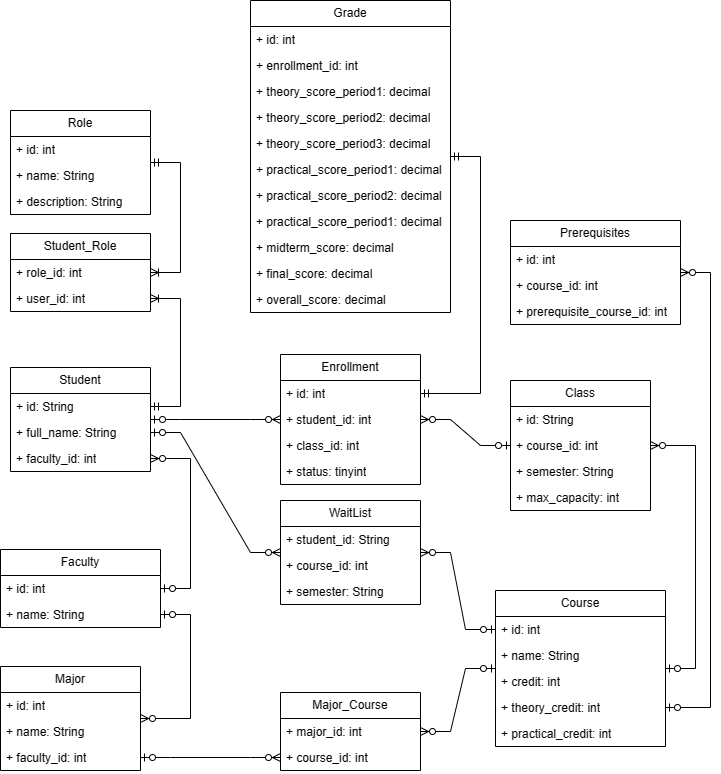 Grade
+ id: int
+ enrollment_id: int
+ theory_score_period1: decimal
+ theory_score_period2: decimal
+ theory_score_period3: decimal
+ practical_score_period1: decimal
+ practical_score_period2: decimal
+ practical_score_period1: decimal
+ midterm_score: decimal
+ final_score: decimal
+ overall_score: decimal
Role
+ id: int
+ name: String
+ description: String
Student_Role
+ role_id: int
+ user_id: int
Prerequisites
+ id: int
+ course_id: int
+ prerequisite_course_id: int
Student
+ id: String
+ full_name: String
+ faculty_id: int
Enrollment
+ id: int
+ student_id: int
+ class_id: int
+ status: tinyint
Class
+ id: String
+ course_id: int
+ semester: String
+ max_capacity: int
WaitList
+ student_id: String
+ course_id: int
+ semester: String
Faculty
+ id: int
+ name: String
Course
+ id: int
+ name: String
+ credit: int
+ theory_credit: int
+ practical_credit: int
Major
+ id: int
+ name: String
+ faculty_id: int
Major_Course
+ major_id: int
+ course_id: int